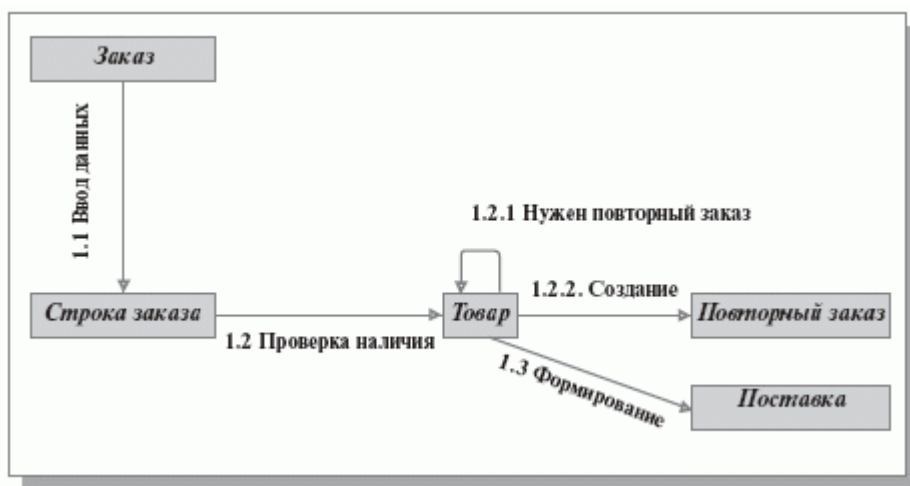 Заказ
1.1 Ввод данных
1.2.1 Нужен повторный заказ
1.2.2. Создание
Строка заказа
Товар
Повторный заказ
1.2 Проверка наличия
1.3 Формирование
Поставка